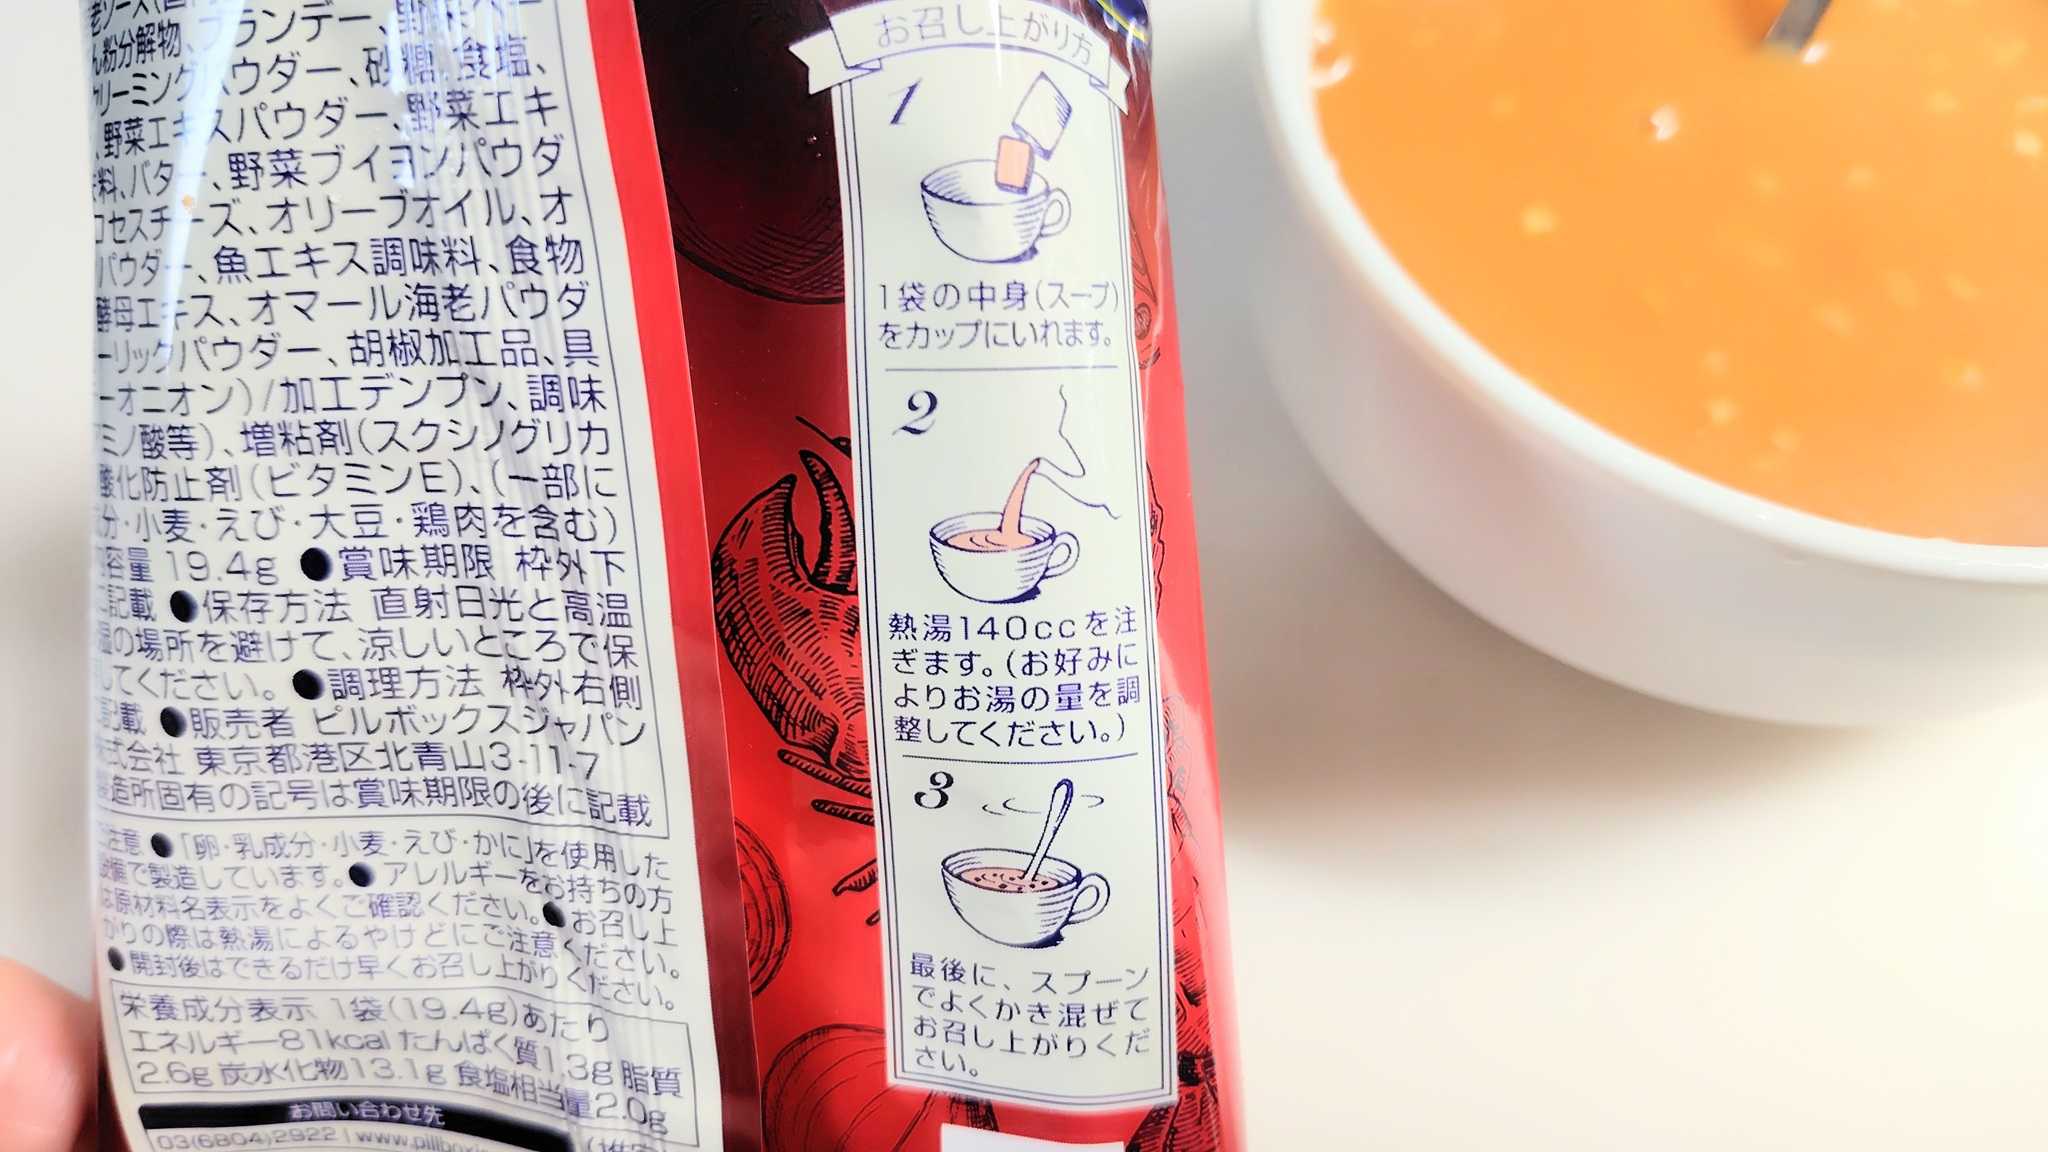 ん粉分解物、ブランデー、
クリーミングパウダー、砂糖、食塩、
、野菜エキスパウダー、野菜エキ
料、バター、野菜ブイヨンパウダ
ロセスチーズ、オリーブオイル、オ
パウダー、魚エキス調味料、食物
酵母エキス、オマール海老パウダ
ーリックパウダー、胡椒加工品、具
ーオニオン)/加工デンプン、調味
ミノ酸等)、増粘剤(スクシノグリカ
酸化防止剤(ビタミンE)、(一部に
分・小麦・えび・大豆・鶏肉を含む)
容量 19.4g ●賞味期限 枠外下
に記載 ●保存方法 直射日光と高温
湿の場所を避けて、涼しいところで保
してください。 ●調理方法 枠外右側
記載 ●販売者 ピルボックスジャパン
株式会社 東京都港区北青山3-11-7
造所固有の記号は賞味期限の後に記載
注意 ●「卵・乳成分・小麦・えび・かに」を使用した
設備で製造しています。●アレルギーをお持ちの方
は原材料名表示をよくご確認ください。●お召し上
がりの際は熱湯によるやけどにご注意ください。
●開封後はできるだけ早くお召し上がりください。
栄養成分表示 1袋(19.4g)あたり
エネルギー81kcal たんぱく質1.3g 脂質
2.6g 炭水化物13.1g 食塩相当量2.0g
お問い合わせ先
03(6804)2922 |
お召し上がり方
1
1袋の中身(スープ)
をカップにいれます。
2
熱湯140ccを注
ぎます。(お好みに
よりお湯の量を調
整してください。)
3
最後に、スプーン
でよくかき混ぜて
お召し上がりくだ
さい。